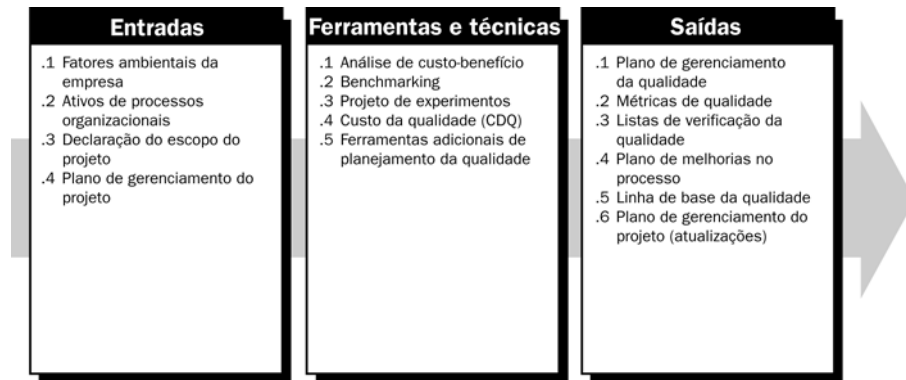 Entradas
.1 Fatores ambientais da
empresa
.2 Ativos de processos
organizacionais
.3 Declaração do escopo do
projeto
.4 Plano de gerenciamento do
projeto
Ferramentas e técnicas
.1 Análise de custo-benefício
.2 Benchmarking
.3 Projeto de experimentos
.4 Custo da qualidade (CDQ)
.5 Ferramentas adicionais de
planejamento da qualidade
Saídas
.1 Plano de gerenciamento
da qualidade
.2 Métricas de qualidade
.3 Listas de verificação da
qualidade
.4 Plano de melhorias no
processo
.5 Linha de base da qualidade
.6 Plano de gerenciamento do
projeto (atualizações)